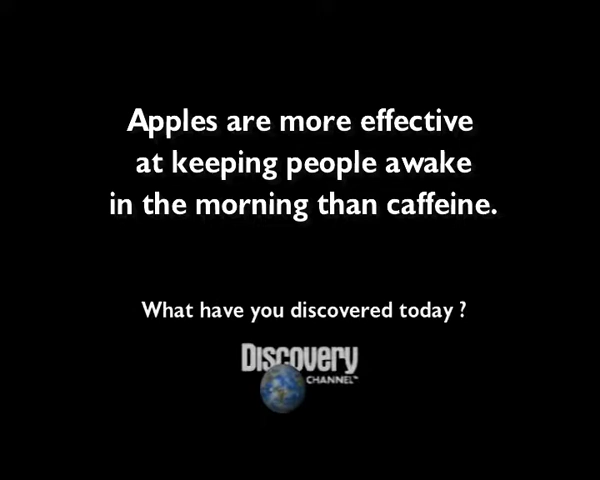 Apples are more effective
at keeping people awake
in the morning than caffeine.
What have you discovered today ?
Discovery
CHANNEL™